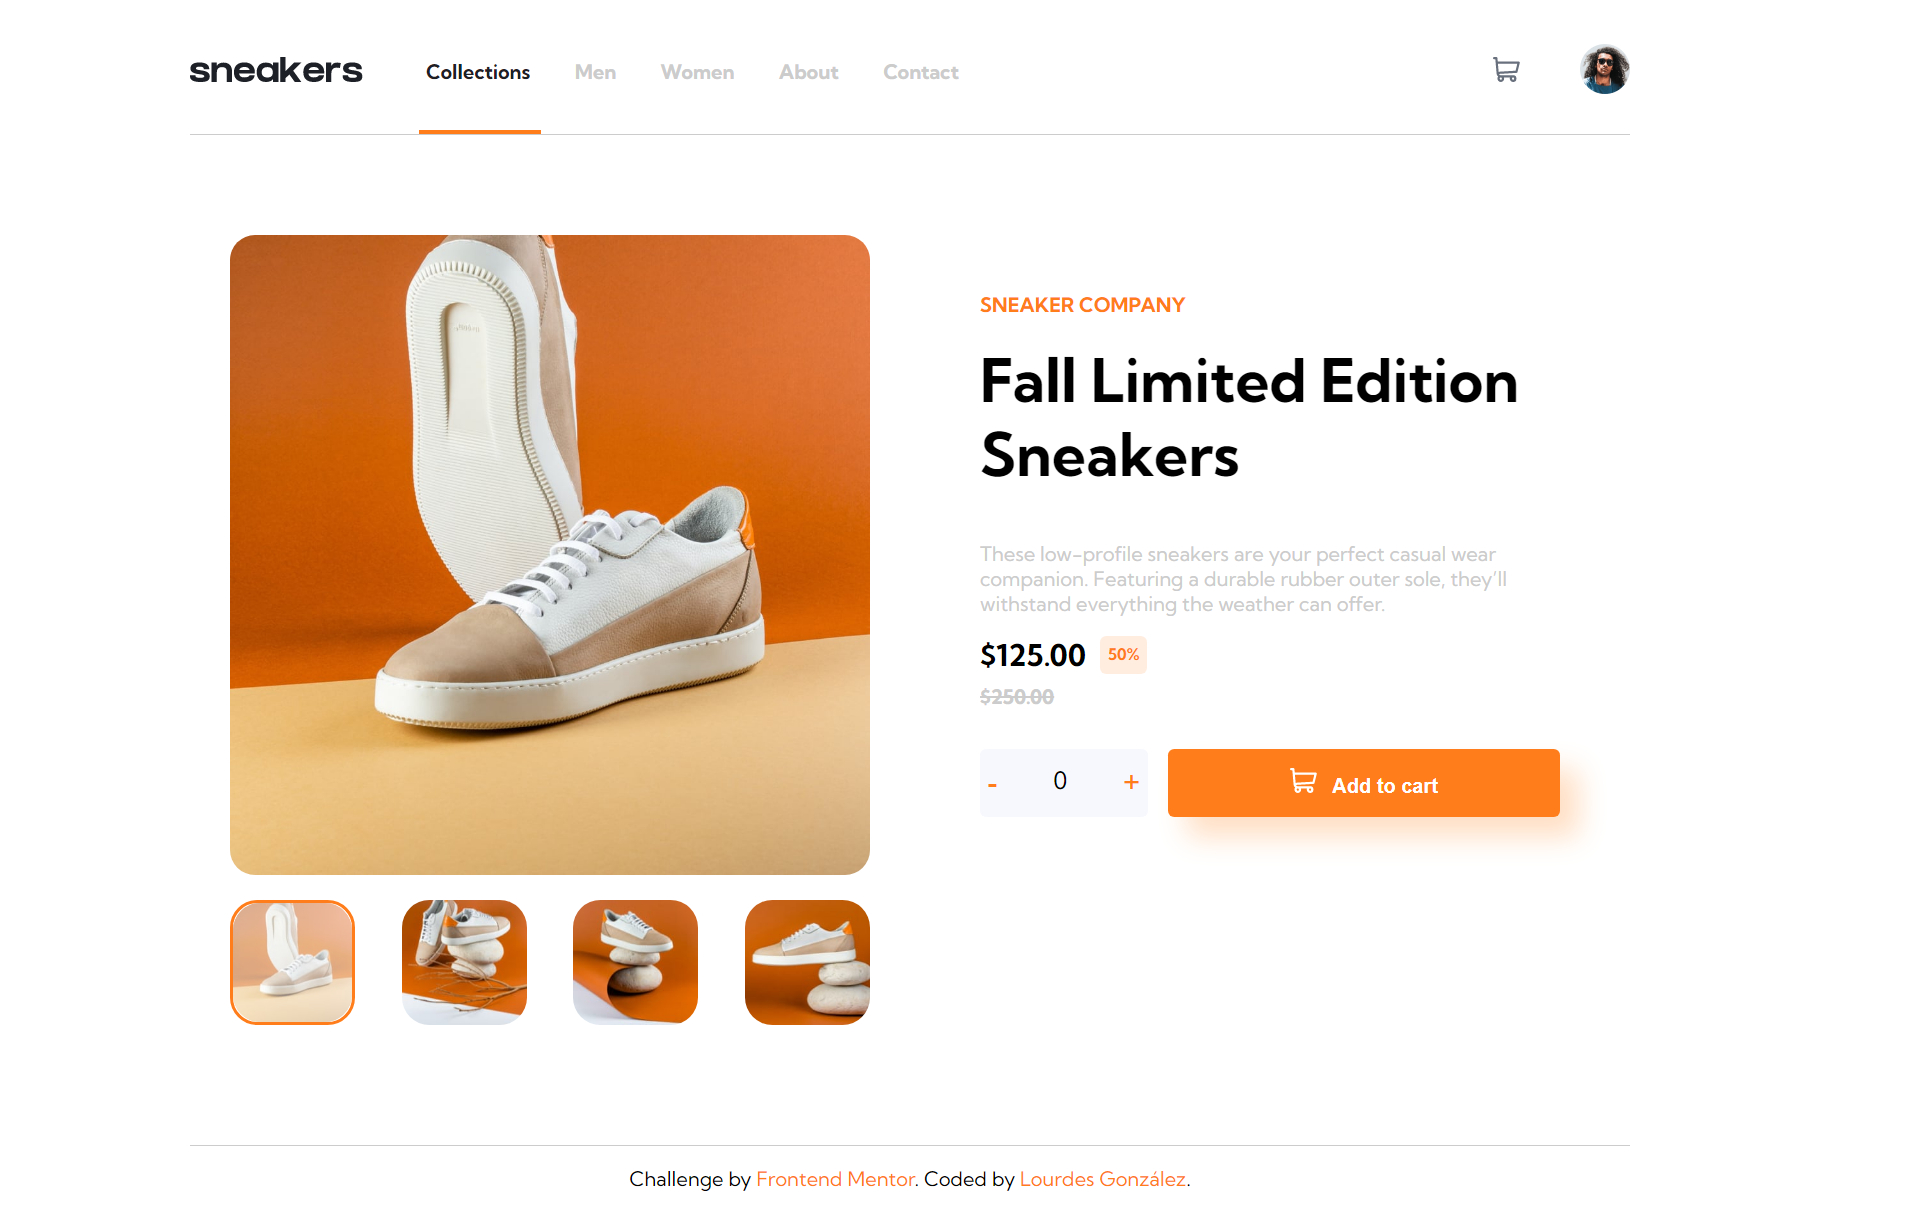 sneakers Collections Men Women About Contact
SNEAKER COMPANY
Fall Limited Edition
Sneakers
These low-profile sneakers are your perfect casual wear
companion. Featuring a durable rubber outer sole, they’ll
withstand everything the weather can offer.
$125.00 50%
$250.00
- 0 + Add to cart
Challenge by Frontend Mentor. Coded by Lourdes González.